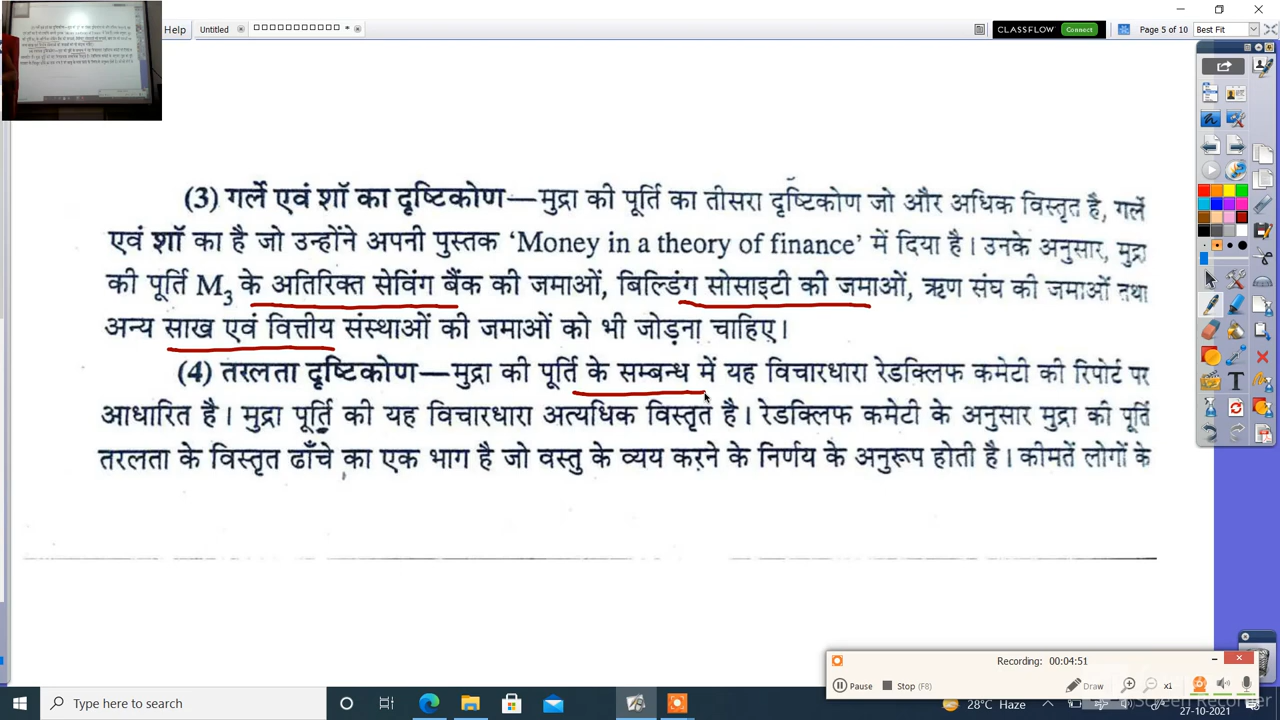 Help
Untitled
CLASSFLOW
Connect
Page 5 of 10
Best Fit
(3) गर्ले एवं शॉ का दृष्टिकोण—मुद्रा की पूर्ति का तीसरा दृष्टिकोण जो और अधिक विस्तृत है, गर्ले
एवं शॉ का है जो उन्होंने अपनी पुस्तक ‘Money in a theory of finance’ में दिया है। उनके अनुसार, मुद्रा
की पूर्ति M3 के अतिरिक्त सेविंग बैंक की जमाओं, बिल्डिंग सोसाइटी की जमाओं, ऋण संघ की जमाओं तथा
अन्य साख एवं वित्तीय संस्थाओं की जमाओं को भी जोड़ना चाहिए।
(4) तरलता दृष्टिकोण—मुद्रा की पूर्ति के सम्बन्ध में यह विचारधारा रेडक्लिफ कमेटी की रिपोर्ट पर
आधारित है। मुद्रा पूर्ति की यह विचारधारा अत्यधिक विस्तृत है। रेडक्लिफ कमेटी के अनुसार मुद्रा की पूर्ति
तरलता के विस्तृत ढाँचे का एक भाग है जो वस्तु के व्यय करने के निर्णय के अनुरूप होती है। कीमतें लोगों के
Recording: 00:04:51
Pause
Stop (F8)
Draw
x1
Screen Recorder
Type here to search
28°C Haze
27-10-2021